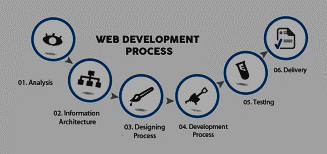 WEB DEVELOPMENT
PROCESS
01. Analysis
02. Information
Architecture
03. Designing
Process
04. Development
Process
05. Testing
06. Delivery